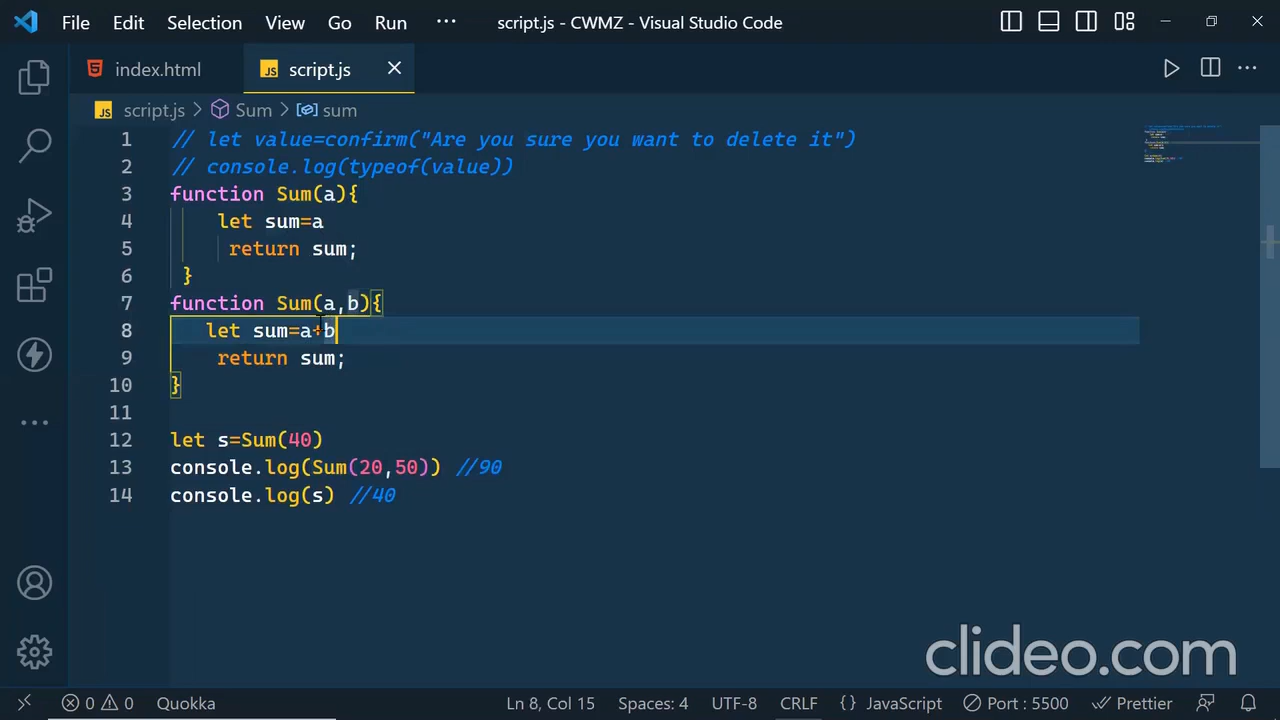 File Edit Selection View Go Run ··· script.js - CWMZ - Visual Studio Code
index.html script.js
script.js > Sum > sum
1 // let value=confirm("Are you sure you want to delete it")
2 // console.log(typeof(value))
3 function Sum(a){
4 let sum=a
5 return sum;
6 }
7 function Sum(a,b){
8 let sum=a+b
9 return sum;
10 }
11
12 let s=Sum(40)
13 console.log(Sum(20,50)) //90
14 console.log(s) //40
clideo.com
0 0 Quokka Ln 8, Col 15 Spaces: 4 UTF-8 CRLF {} JavaScript Port : 5500 Prettier